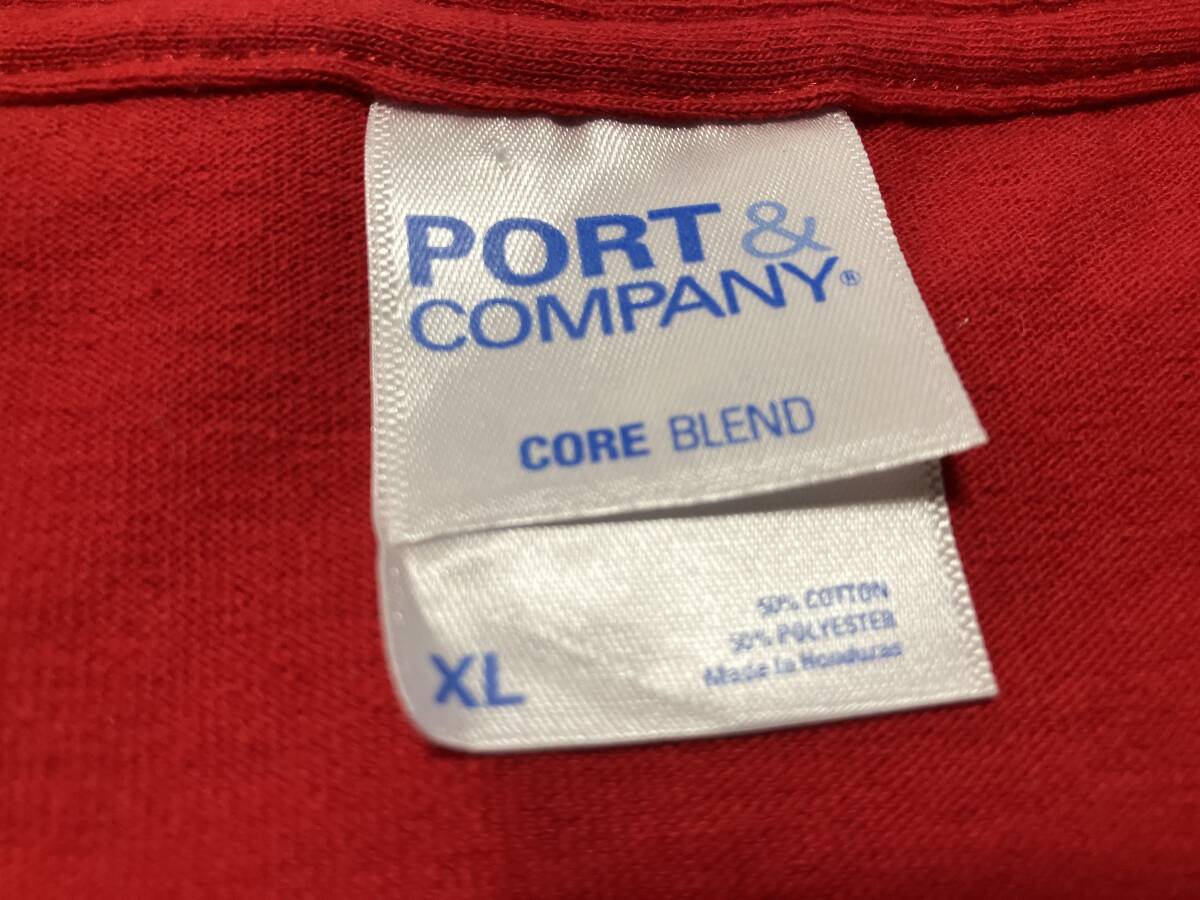 PORT &
COMPANY®
CORE BLEND
XL
50% COTTON
50% POLYESTER
Made in Honduras